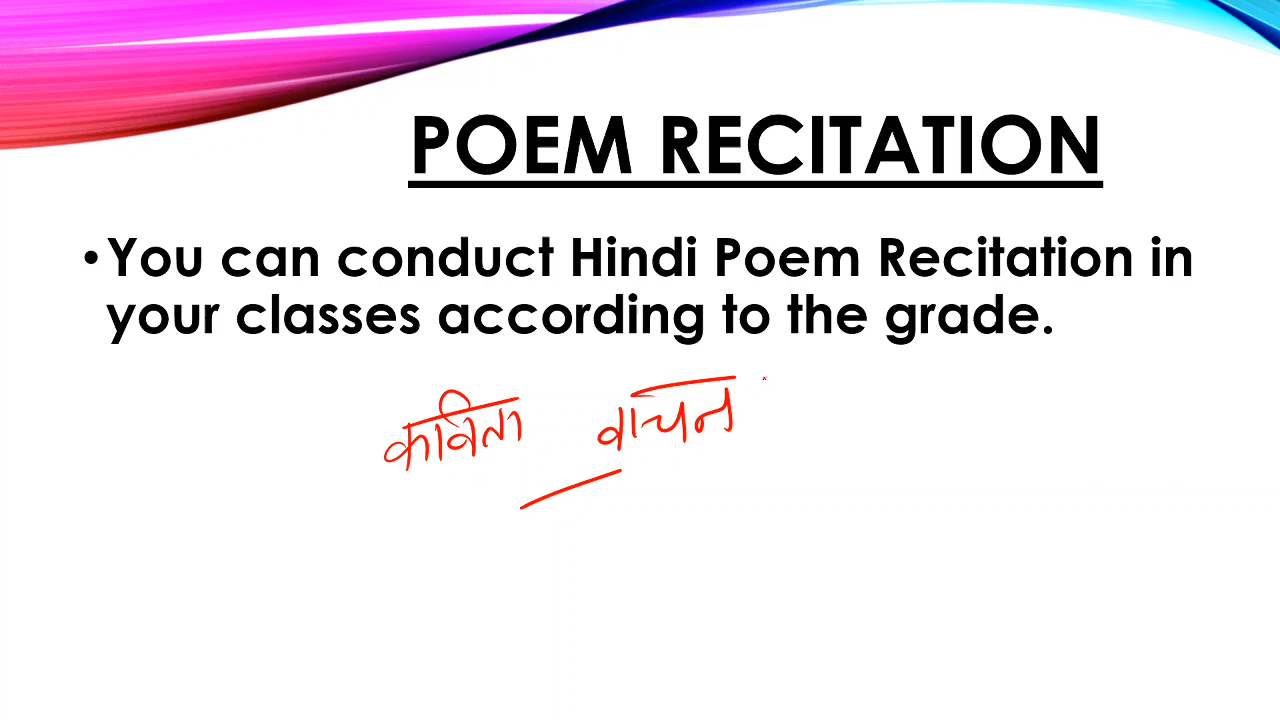 POEM RECITATION
• You can conduct Hindi Poem Recitation in
your classes according to the grade.
कविता वाचन